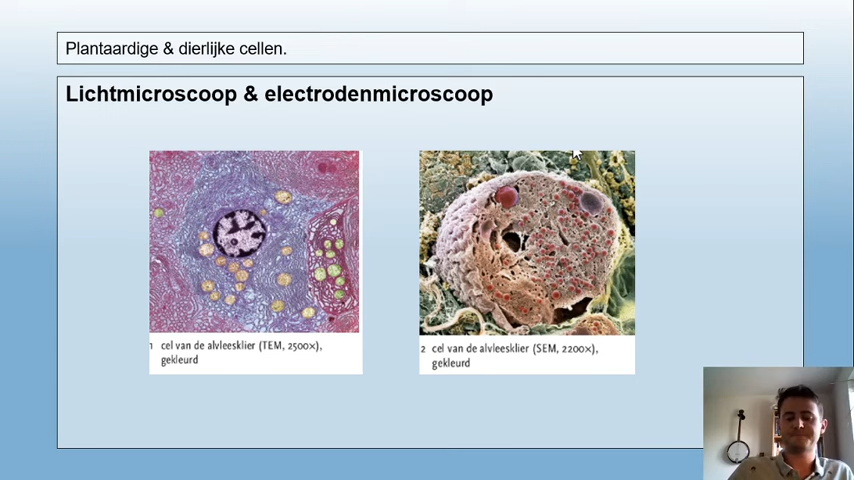 Plantaardige & dierlijke cellen.
Lichtmicroscoop & electrodenmicroscoop
1 cel van de alvleesklier (TEM, 2500×),
gekleurd
2 cel van de alvleesklier (SEM, 2200×),
gekleurd